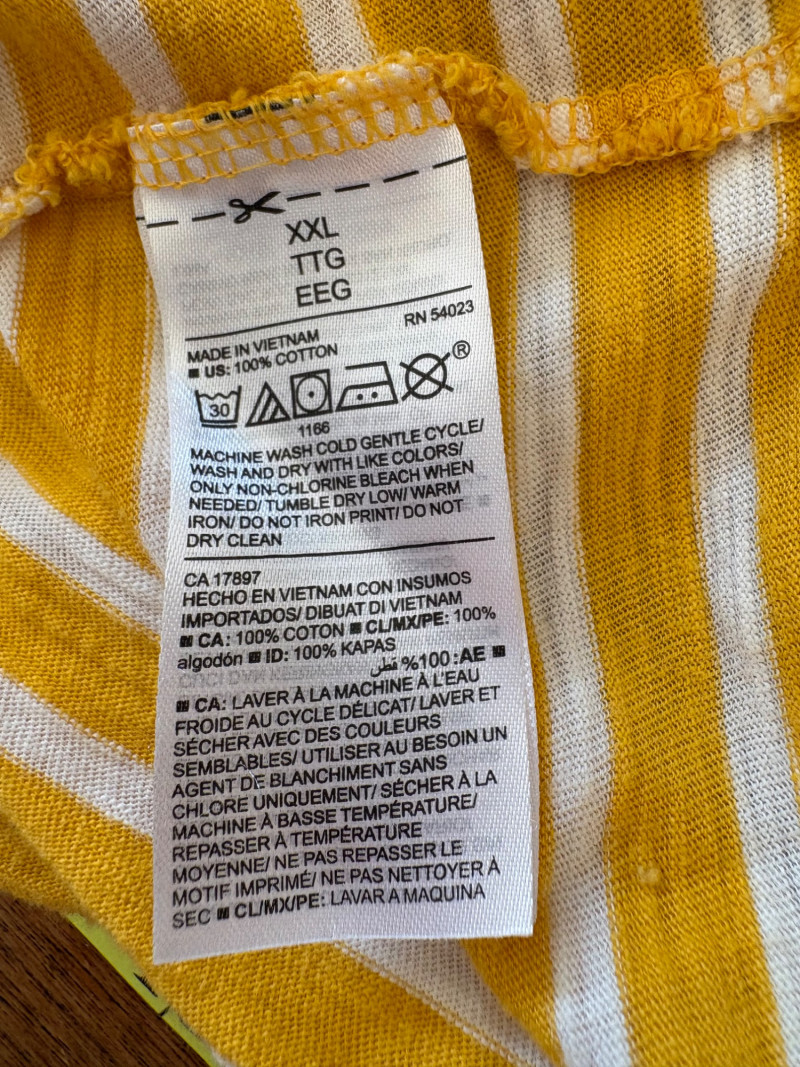 XXL
TTG
EEG
RN 54023
MADE IN VIETNAM
US: 100% COTTON
30
®
1166
MACHINE WASH COLD GENTLE CYCLE/
WASH AND DRY WITH LIKE COLORS/
ONLY NON-CHLORINE BLEACH WHEN
NEEDED/ TUMBLE DRY LOW/ WARM
IRON/ DO NOT IRON PRINT/ DO NOT
DRY CLEAN
CA 17897
HECHO EN VIETNAM CON INSUMOS
IMPORTADOS/ DIBUAT DI VIETNAM
CA: 100% COTON CL/MX/PE: 100%
algodón ID: 100% KAPAS
AE: 100% قطن
CA: LAVER À LA MACHINE À L'EAU
FROIDE AU CYCLE DÉLICAT/ LAVER ET
SÉCHER AVEC DES COULEURS
SEMBLABLES/ UTILISER AU BESOIN UN
AGENT DE BLANCHIMENT SANS
CHLORE UNIQUEMENT/ SÉCHER À LA
MACHINE À BASSE TEMPÉRATURE/
REPASSER À TEMPÉRATURE
MOYENNE/ NE PAS REPASSER LE
MOTIF IMPRIMÉ/ NE PAS NETTOYER À
SEC CL/MX/PE: LAVAR A MAQUINA